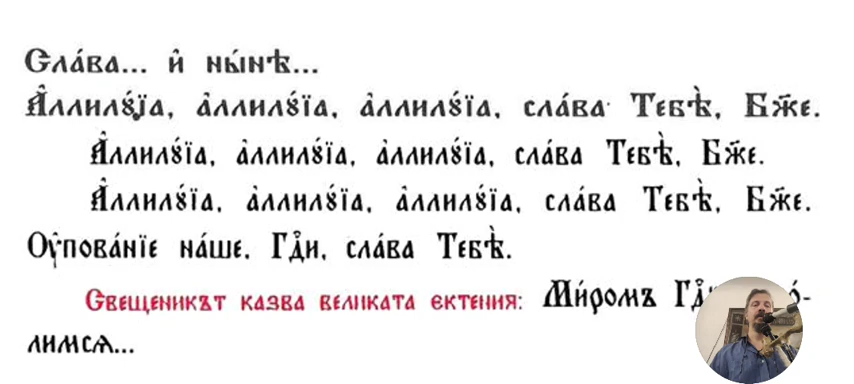 Сла́ва... и҆ ны́нѣ...
А҆ллилꙋ́їа, а҆ллилꙋ́їа, а҆ллилꙋ́їа, сла́ва Тебѣ̀, Бж҃е.
А҆ллилꙋ́їа, а҆ллилꙋ́їа, а҆ллилꙋ́їа, сла́ва Тебѣ̀, Бж҃е.
А҆ллилꙋ́їа, а҆ллилꙋ́їа, а҆ллилꙋ́їа, сла́ва Тебѣ̀, Бж҃е.
Оу҆пова́нїе на́ше, Гдⷭ҇и, сла́ва Тебѣ̀.
Свещеникът казва великата ектения: Ми́ромъ
лимсѧ...